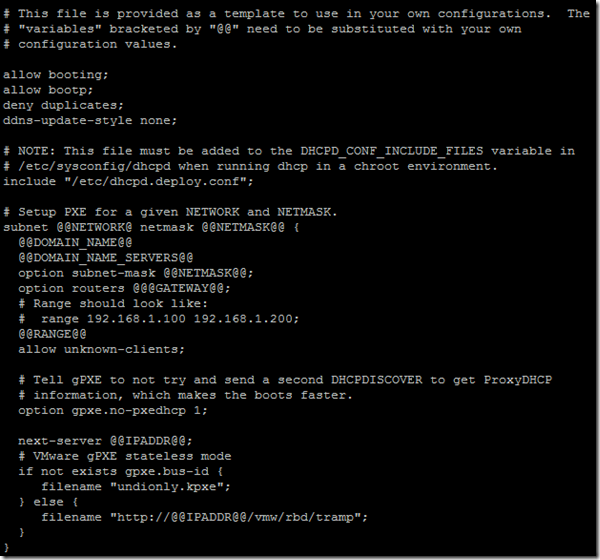 # This file is provided as a template to use in your own configurations.  The
# "variables" bracketed by "@@" need to be substituted with your own
# configuration values.

allow booting;
allow bootp;
deny duplicates;
ddns-update-style none;

# NOTE: This file must be added to the DHCPD_CONF_INCLUDE_FILES variable in
# /etc/sysconfig/dhcpd when running dhcp in a chroot environment.
include "/etc/dhcpd.deploy.conf";

# Setup PXE for a given NETWORK and NETMASK.
subnet @@NETWORK@ netmask @@NETMASK@@ {
  @@DOMAIN_NAME@@
  @@DOMAIN_NAME_SERVERS@@
  option subnet-mask @@NETMASK@@;
  option routers @@@GATEWAY@@;
  # Range should look like:
  #  range 192.168.1.100 192.168.1.200;
  @@RANGE@@
  allow unknown-clients;

  # Tell gPXE to not try and send a second DHCPDISCOVER to get ProxyDHCP
  # information, which makes the boots faster.
  option gpxe.no-pxedhcp 1;

  next-server @@IPADDR@@;
  # VMware gPXE stateless mode
  if not exists gpxe.bus-id {
     filename "undionly.kpxe";
  } else {
     filename "http://@@IPADDR@@/vmw/rbd/tramp";
  }
}